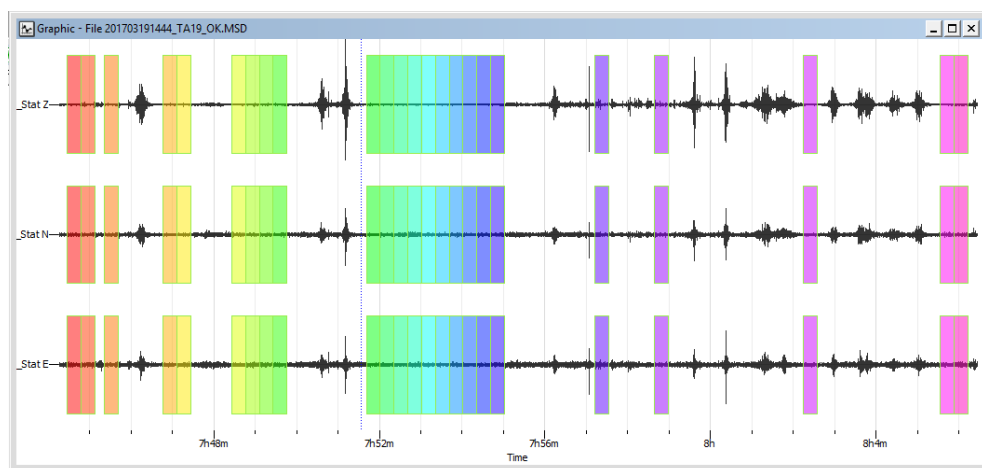 Graphic - File 201703191444_TA19_OK.MSD
_Stat Z
_Stat N
_Stat E
7h48m 7h52m 7h56m 8h 8h4m
Time